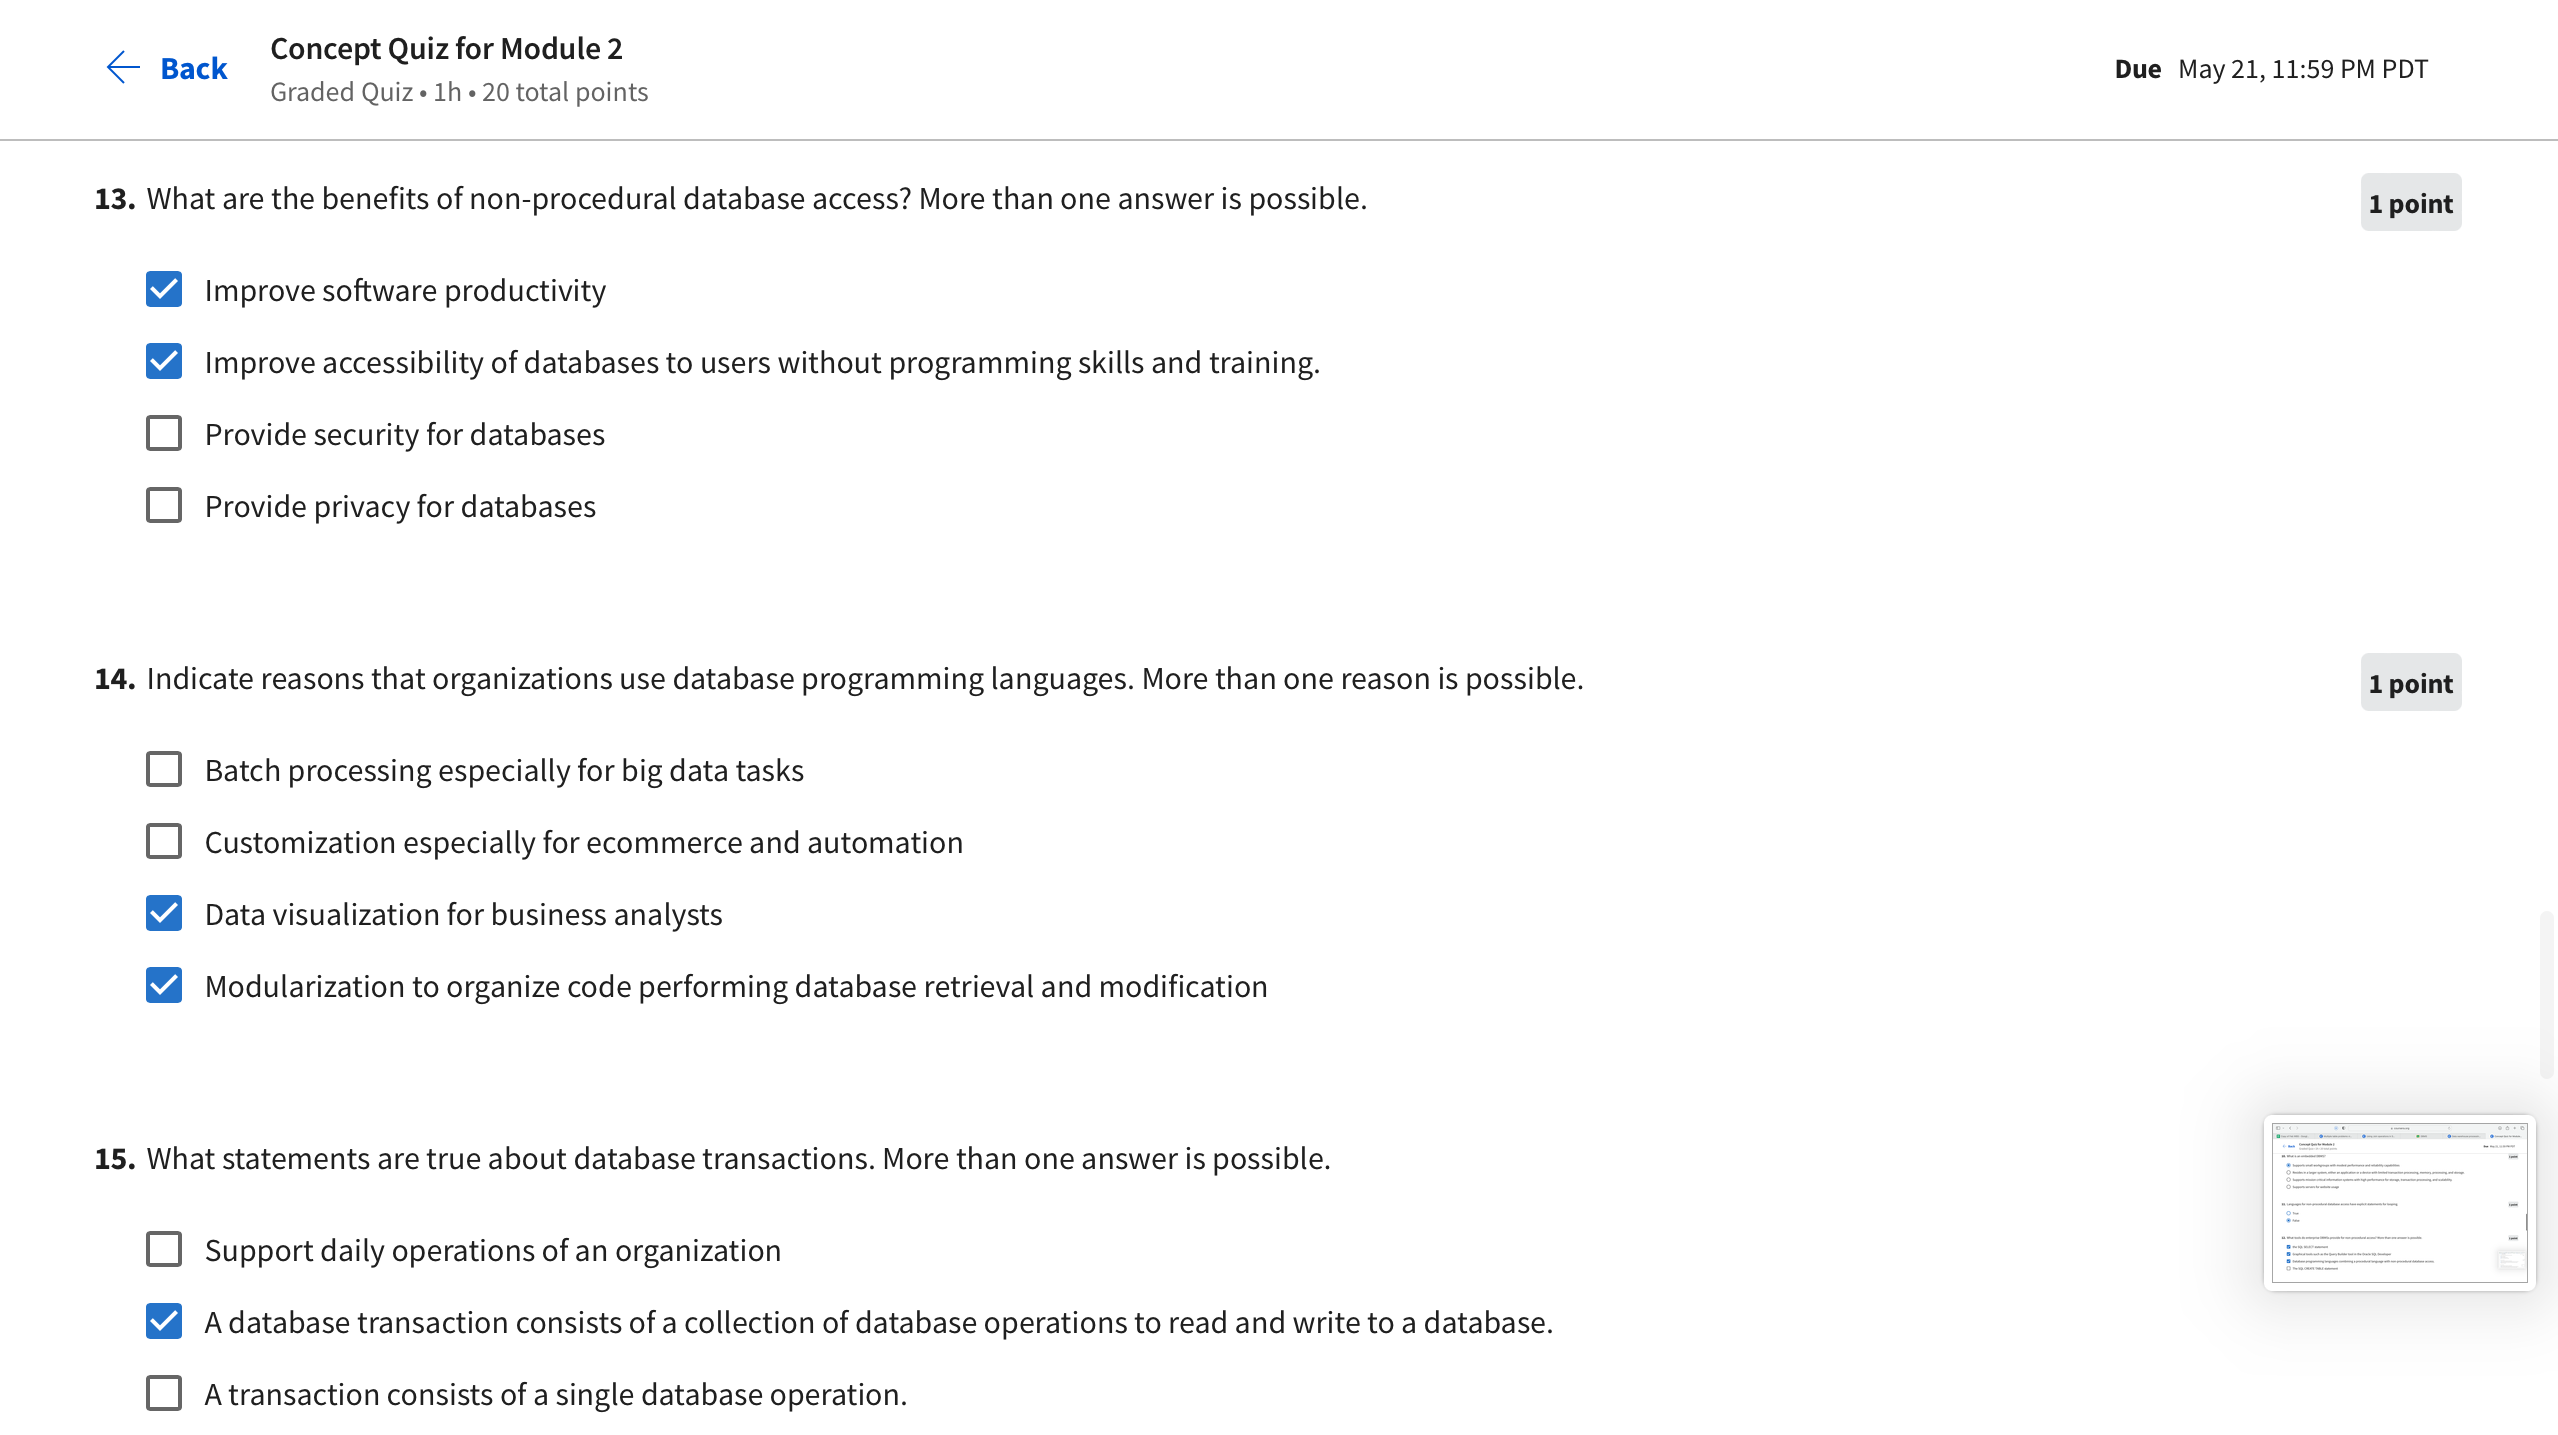 Back
Concept Quiz for Module 2
Graded Quiz • 1h • 20 total points
Due May 21, 11:59 PM PDT
13. What are the benefits of non-procedural database access? More than one answer is possible.
1 point
Improve software productivity
Improve accessibility of databases to users without programming skills and training.
Provide security for databases
Provide privacy for databases
14. Indicate reasons that organizations use database programming languages. More than one reason is possible.
1 point
Batch processing especially for big data tasks
Customization especially for ecommerce and automation
Data visualization for business analysts
Modularization to organize code performing database retrieval and modification
15. What statements are true about database transactions. More than one answer is possible.
Support daily operations of an organization
A database transaction consists of a collection of database operations to read and write to a database.
A transaction consists of a single database operation.